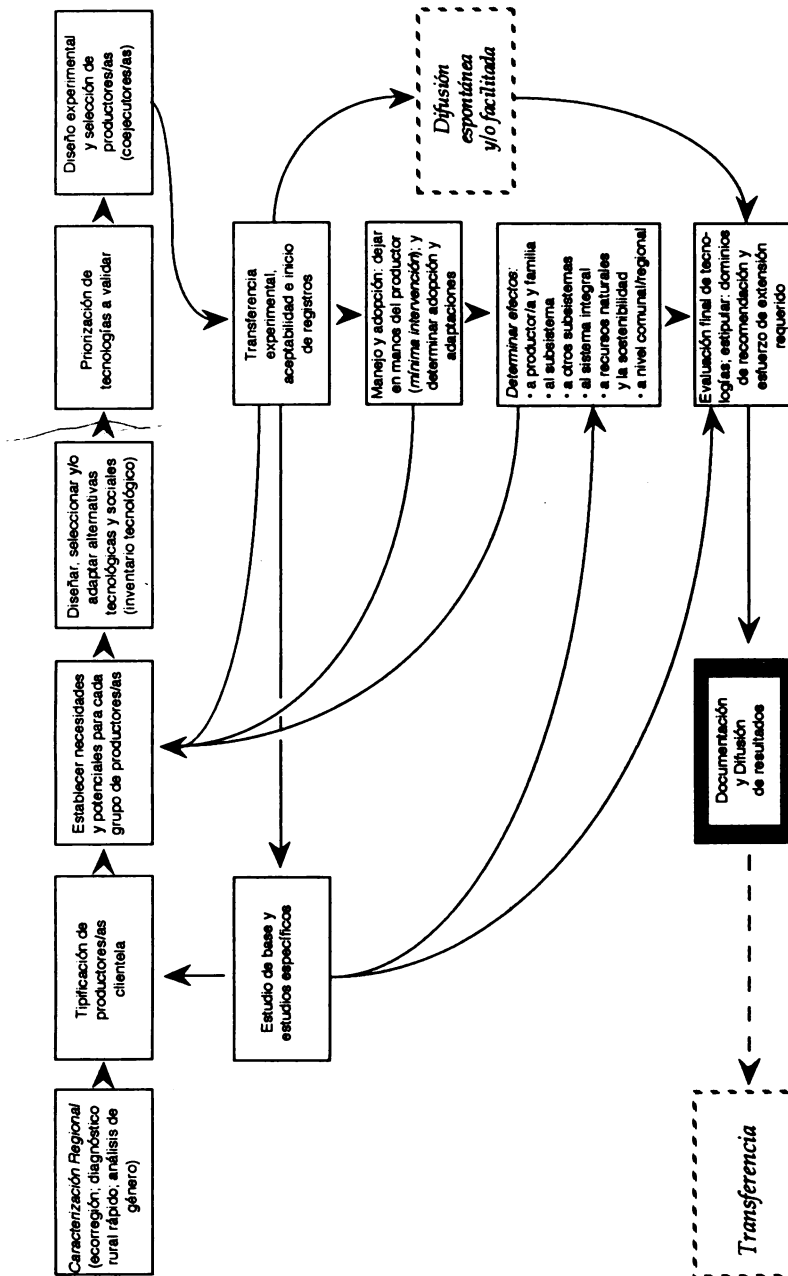 Caracterización Regional
(ecorregión; diagnóstico
rural rápido; análisis de
género)
Tipificación de
productores/as
clientela
Establecer necesidades
y potenciales para cada
grupo de productores/as
Diseñar, seleccionar y/o
adaptar alternativas
tecnológicas y sociales
(inventario tecnológico)
Priorización de
tecnologías a validar
Diseño experimental
y selección de
productores/as
(coejecutores/as)
Estudio de base y
estudios específicos
Transferencia
experimental,
aceptabilidad e inicio
de registros
Manejo y adopción: dejar
en manos del productor
(mínima intervención); y
determinar adopción y
adaptaciones
Difusión
espontánea
y/o facilitada
Determinar efectos:
• a productor/a y familia
• al subsistema
• a otros subsistemas
• al sistema integral
• a recursos naturales
y la sostenibilidad
• a nivel comunal/regional
Evaluación final de tecno-
logías; estipular: dominios
de recomendación y
esfuerzo de extensión
requerido
Documentación
y Difusión
de resultados
Transferencia